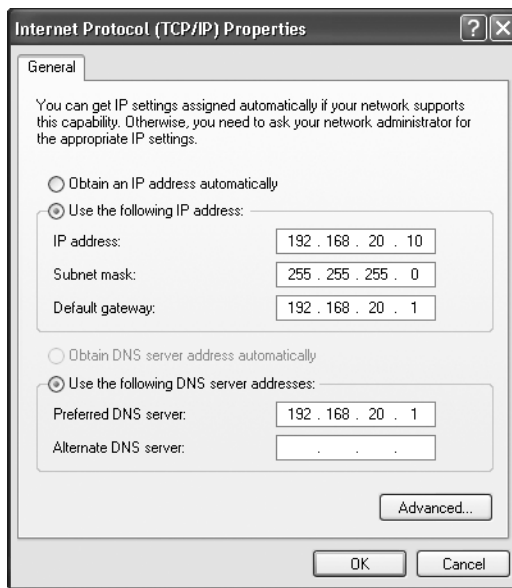 Internet Protocol (TCP/IP) Properties
General
You can get IP settings assigned automatically if your network supports
this capability. Otherwise, you need to ask your network administrator for
the appropriate IP settings.
Obtain an IP address automatically
Use the following IP address:
IP address: 192 . 168 . 20 . 10
Subnet mask: 255 . 255 . 255 . 0
Default gateway: 192 . 168 . 20 . 1
Obtain DNS server address automatically
Use the following DNS server addresses:
Preferred DNS server: 192 . 168 . 20 . 1
Alternate DNS server: . . .
Advanced...
OK Cancel